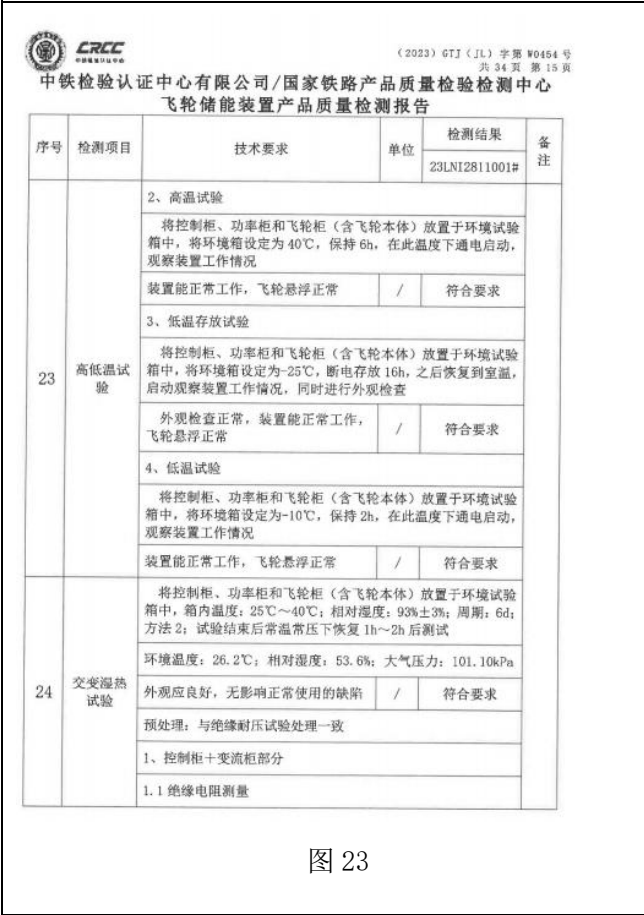 CRCC
中铁检验认证中心
（2023）GTJ（JL）字第 W0454 号
共 34 页 第 15 页
中铁检验认证中心有限公司/国家铁路产品质量检验检测中心
飞轮储能装置产品质量检测报告
序号 检测项目 技术要求 单位 检测结果 备注
23LNI2811001#
2、高温试验
将控制柜、功率柜和飞轮柜（含飞轮本体）放置于环境试验
箱中，将环境箱设定为 40℃，保持 6h，在此温度下通电启动，
观察装置工作情况
装置能正常工作，飞轮悬浮正常 / 符合要求
3、低温存放试验
23 高低温试验
将控制柜、功率柜和飞轮柜（含飞轮本体）放置于环境试验
箱中，将环境箱设定为-25℃，断电存放 16h，之后恢复到室温，
启动观察装置工作情况，同时进行外观检查
外观检查正常，装置能正常工作，
飞轮悬浮正常 / 符合要求
4、低温试验
将控制柜、功率柜和飞轮柜（含飞轮本体）放置于环境试验
箱中，将环境箱设定为-10℃，保持 2h，在此温度下通电启动，
观察装置工作情况
装置能正常工作，飞轮悬浮正常 / 符合要求
24 交变湿热试验
将控制柜、功率柜和飞轮柜（含飞轮本体）放置于环境试验
箱中，箱内温度：25℃～40℃；相对湿度：93%±3%；周期：6d；
方法 2；试验结束后常温常压下恢复 1h～2h 后测试
环境温度：26.2℃；相对湿度：53.6%；大气压力：101.10kPa
外观应良好，无影响正常使用的缺陷 / 符合要求
预处理：与绝缘耐压试验处理一致
1、控制柜＋变流柜部分
1.1 绝缘电阻测量
图 23